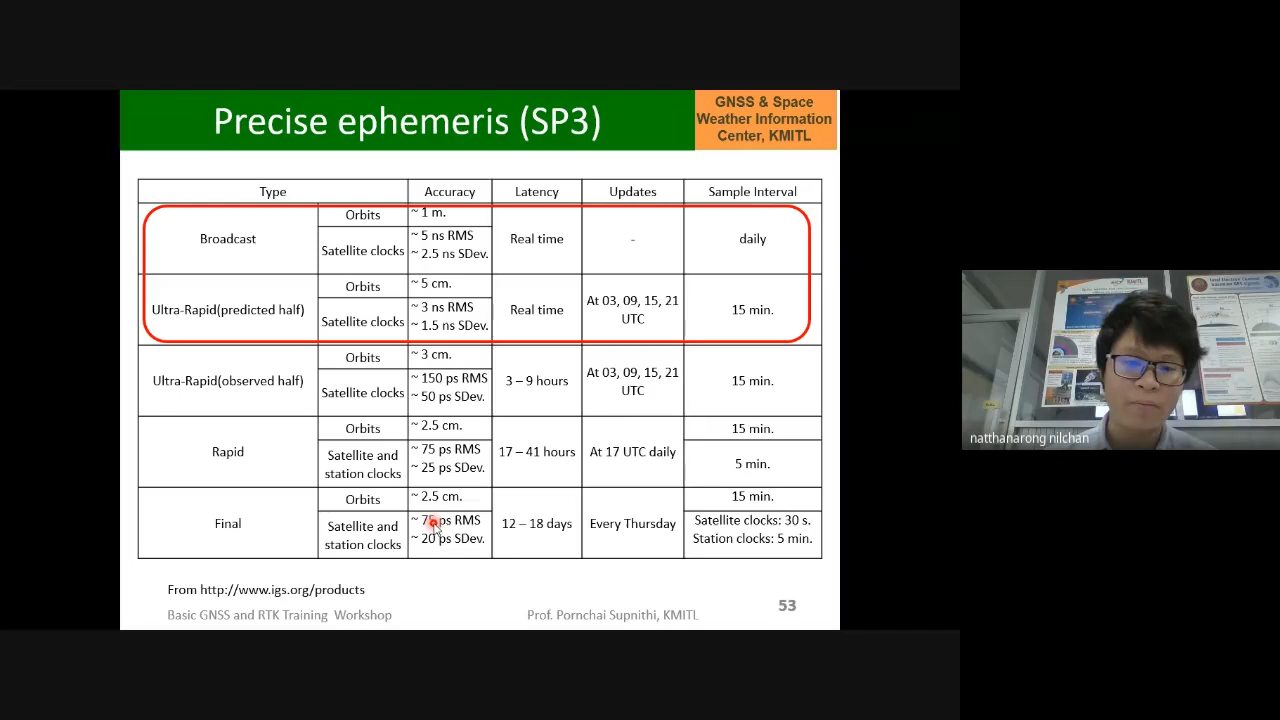 Precise ephemeris (SP3)
GNSS & Space
Weather Information
Center, KMITL
Type
Accuracy
Latency
Updates
Sample Interval
Broadcast
Orbits
~ 1 m.
Satellite clocks
~ 5 ns RMS
~ 2.5 ns SDev.
Real time
-
daily
Ultra-Rapid(predicted half)
Orbits
~ 5 cm.
Satellite clocks
~ 3 ns RMS
~ 1.5 ns SDev.
Real time
At 03, 09, 15, 21
UTC
15 min.
Ultra-Rapid(observed half)
Orbits
~ 3 cm.
Satellite clocks
~ 150 ps RMS
~ 50 ps SDev.
3 – 9 hours
At 03, 09, 15, 21
UTC
15 min.
Rapid
Orbits
~ 2.5 cm.
Satellite and
station clocks
~ 75 ps RMS
~ 25 ps SDev.
17 – 41 hours
At 17 UTC daily
15 min.
5 min.
Final
Orbits
~ 2.5 cm.
Satellite and
station clocks
~ 75 ps RMS
~ 20 ps SDev.
12 – 18 days
Every Thursday
15 min.
Satellite clocks: 30 s.
Station clocks: 5 min.
From http://www.igs.org/products
Basic GNSS and RTK Training Workshop
Prof. Pornchai Supnithi, KMITL
53
natthanarong nilchan